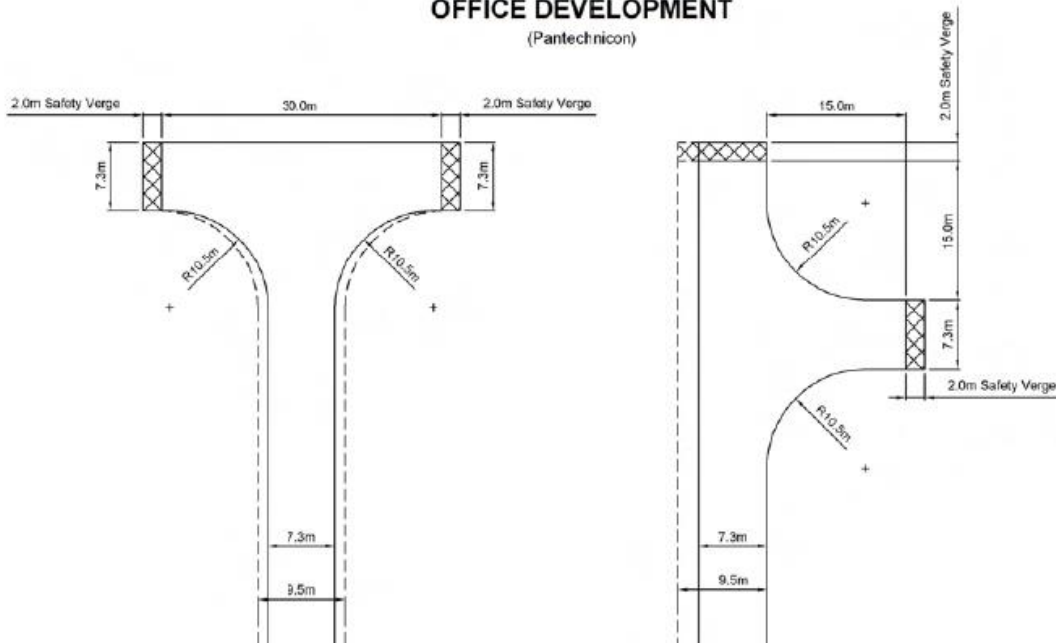 OFFICE DEVELOPMENT
(Pantechnicon)
2.0m Safety Verge
30.0m
2.0m Safety Verge
7.3m
7.3m
R10.5m
R10.5m
7.3m
9.5m
2.0m Safety Verge
15.0m
R10.5m
15.0m
7.3m
2.0m Safety Verge
R10.5m
7.3m
9.5m